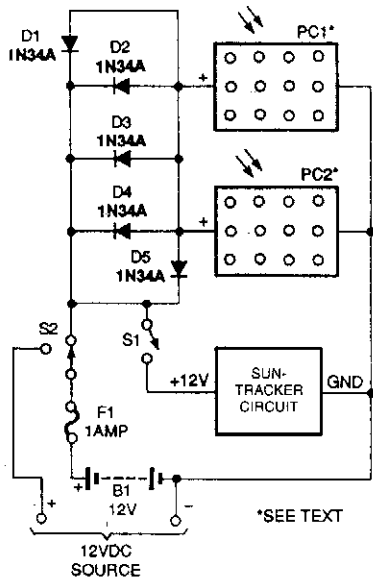 D1
1N34A
D2
1N34A
PC1*
+
D3
1N34A
D4
1N34A
PC2*
+
D5
1N34A
S2
S1
+12V
SUN-
TRACKER
CIRCUIT
GND
F1
1AMP
+
B1
12V
+
-
*SEE TEXT
12VDC
SOURCE